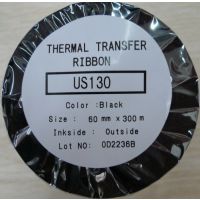 THERMAL TRANSFER
RIBBON
US130
Color :Black
Size : 60 mm x 300 m
Inkside : Outside
Lot NO: 0D2236B